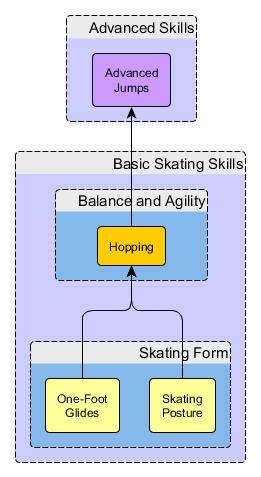 Advanced Skills
Advanced
Jumps
Basic Skating Skills
Balance and Agility
Hopping
Skating Form
One-Foot
Glides
Skating
Posture